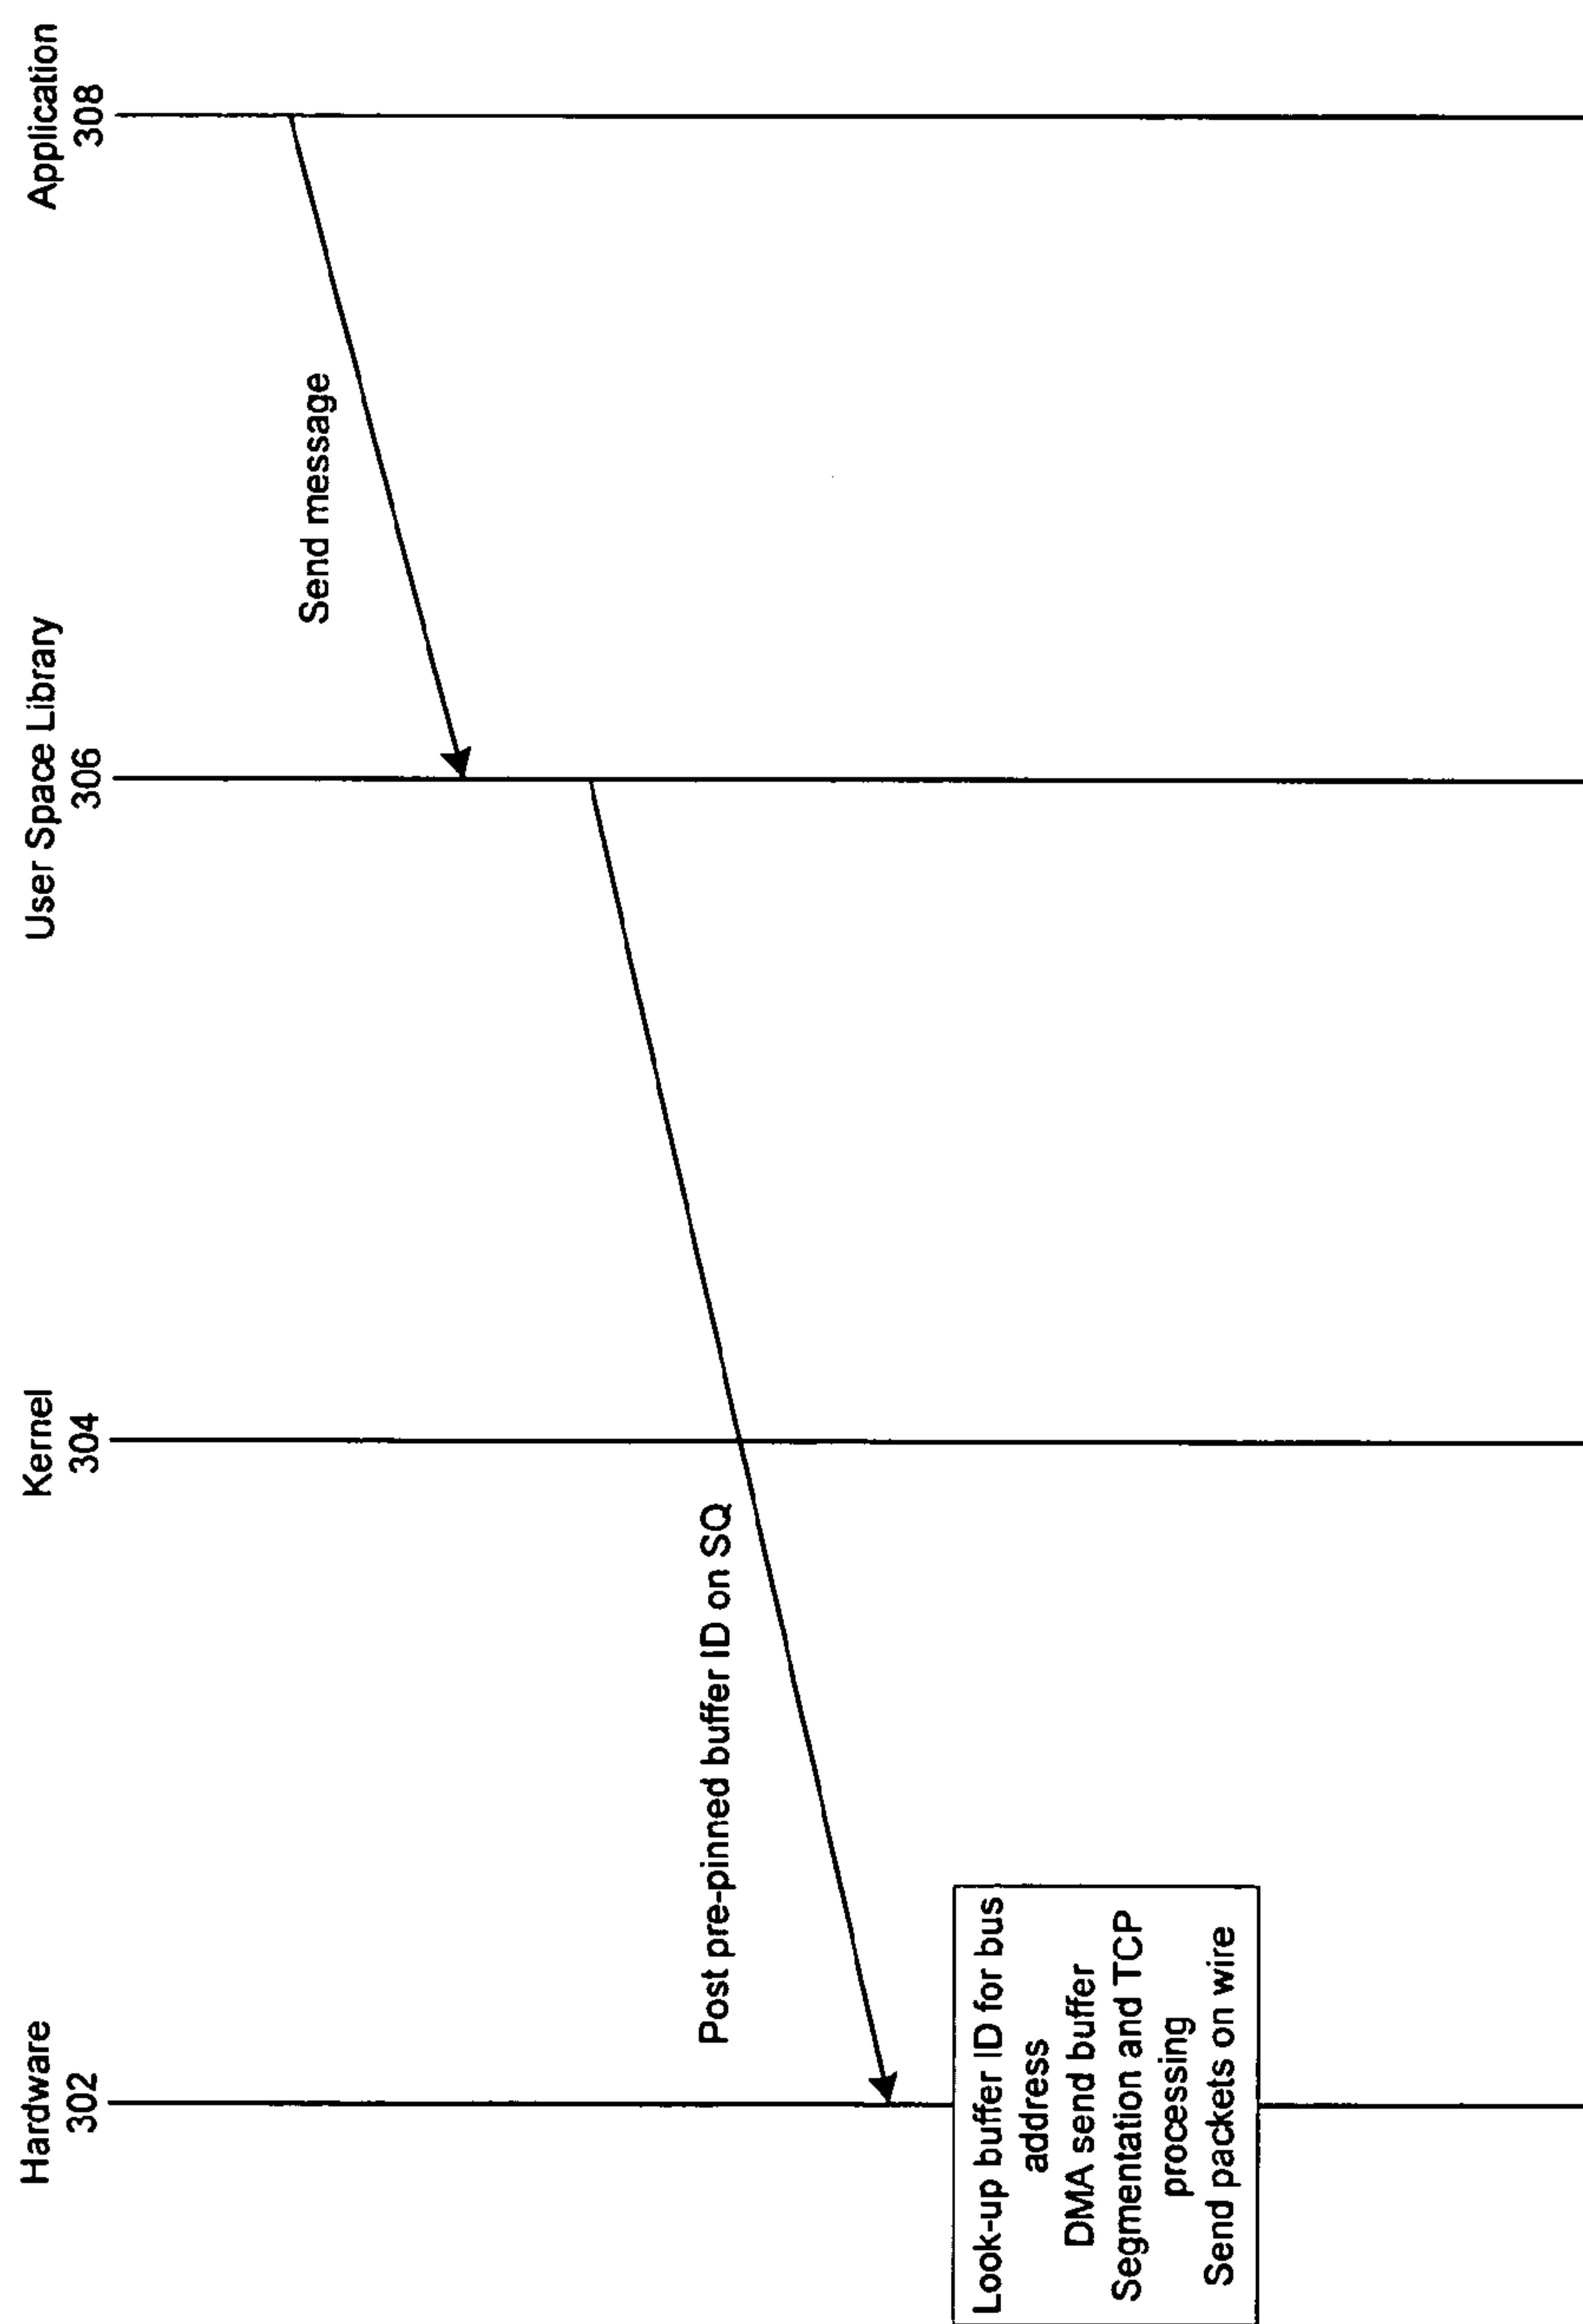 Hardware
302
Kernel
304
User Space Library
306
Application
308
Send message
Post pre-pinned buffer ID on SQ
Look-up buffer ID for bus
address
DMA send buffer
Segmentation and TCP
processing
Send packets on wire